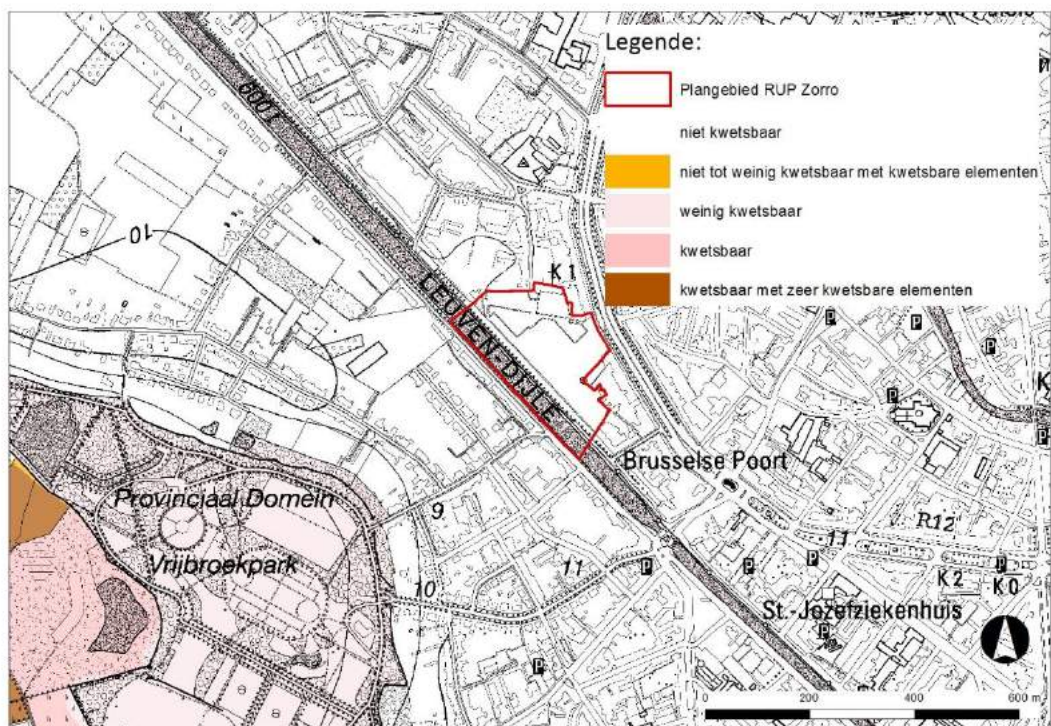 Legende:
Plangebied RUP Zorro
niet kwetsbaar
niet tot weinig kwetsbaar met kwetsbare elementen
weinig kwetsbaar
kwetsbaar
kwetsbaar met zeer kwetsbare elementen
1009
10
K 1
LEUVEN-DIJLE
P
P
P
P
K
P
Brusselse Poort
Provinciaal Domein
9
R12
Vrijbroekpark
11
10
11
P
P
P
K 2
K 0
St.-Jozefziekenhuis
P
P
0
200
400
600 m